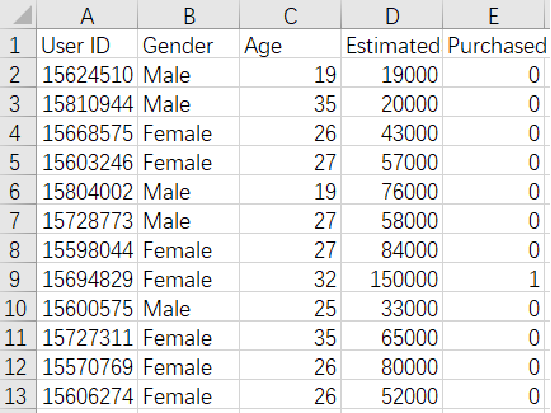 A B C D E
1 User ID Gender Age Estimated Purchased
2 15624510 Male 19 19000 0
3 15810944 Male 35 20000 0
4 15668575 Female 26 43000 0
5 15603246 Female 27 57000 0
6 15804002 Male 19 76000 0
7 15728773 Male 27 58000 0
8 15598044 Female 27 84000 0
9 15694829 Female 32 150000 1
10 15600575 Male 25 33000 0
11 15727311 Female 35 65000 0
12 15570769 Female 26 80000 0
13 15606274 Female 26 52000 0